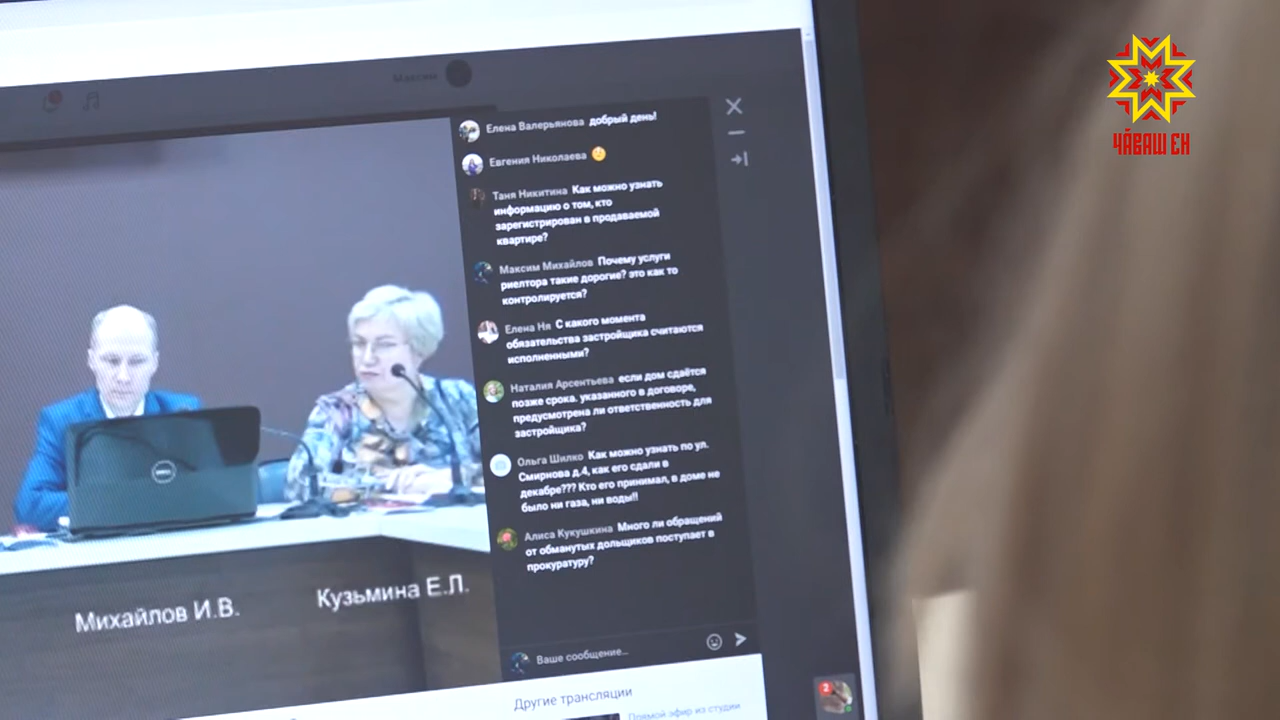 ЧӐВАШ ЕН
Максим
Елена Валерьянова добрый день!
Евгения Николаева
Таня Никитина Как можно узнать
информацию о том, кто
зарегистрирован в продаваемой
квартире?
Максим Михайлов Почему услуги
риелтора такие дорогие? это как то
контролируется?
Елена Ня С какого момента
обязательства застройщика считаются
исполненными?
Наталия Арсентьева если дом сдаётся
позже срока. указанного в договоре,
предусмотрена ли ответственность для
застройщика?
Ольга Шилко Как можно узнать по ул.
Смирнова д.4, как его сдали в
декабре??? Кто его принимал, в доме не
было ни газа, ни воды!!
Алиса Кукушкина Много ли обращений
от обманутых дольщиков поступает в
прокуратуру?
DELL
Михайлов И.В.
Кузьмина Е.Л.
Ваше сообщение...
Другие трансляции
Прямой эфир из студии
2